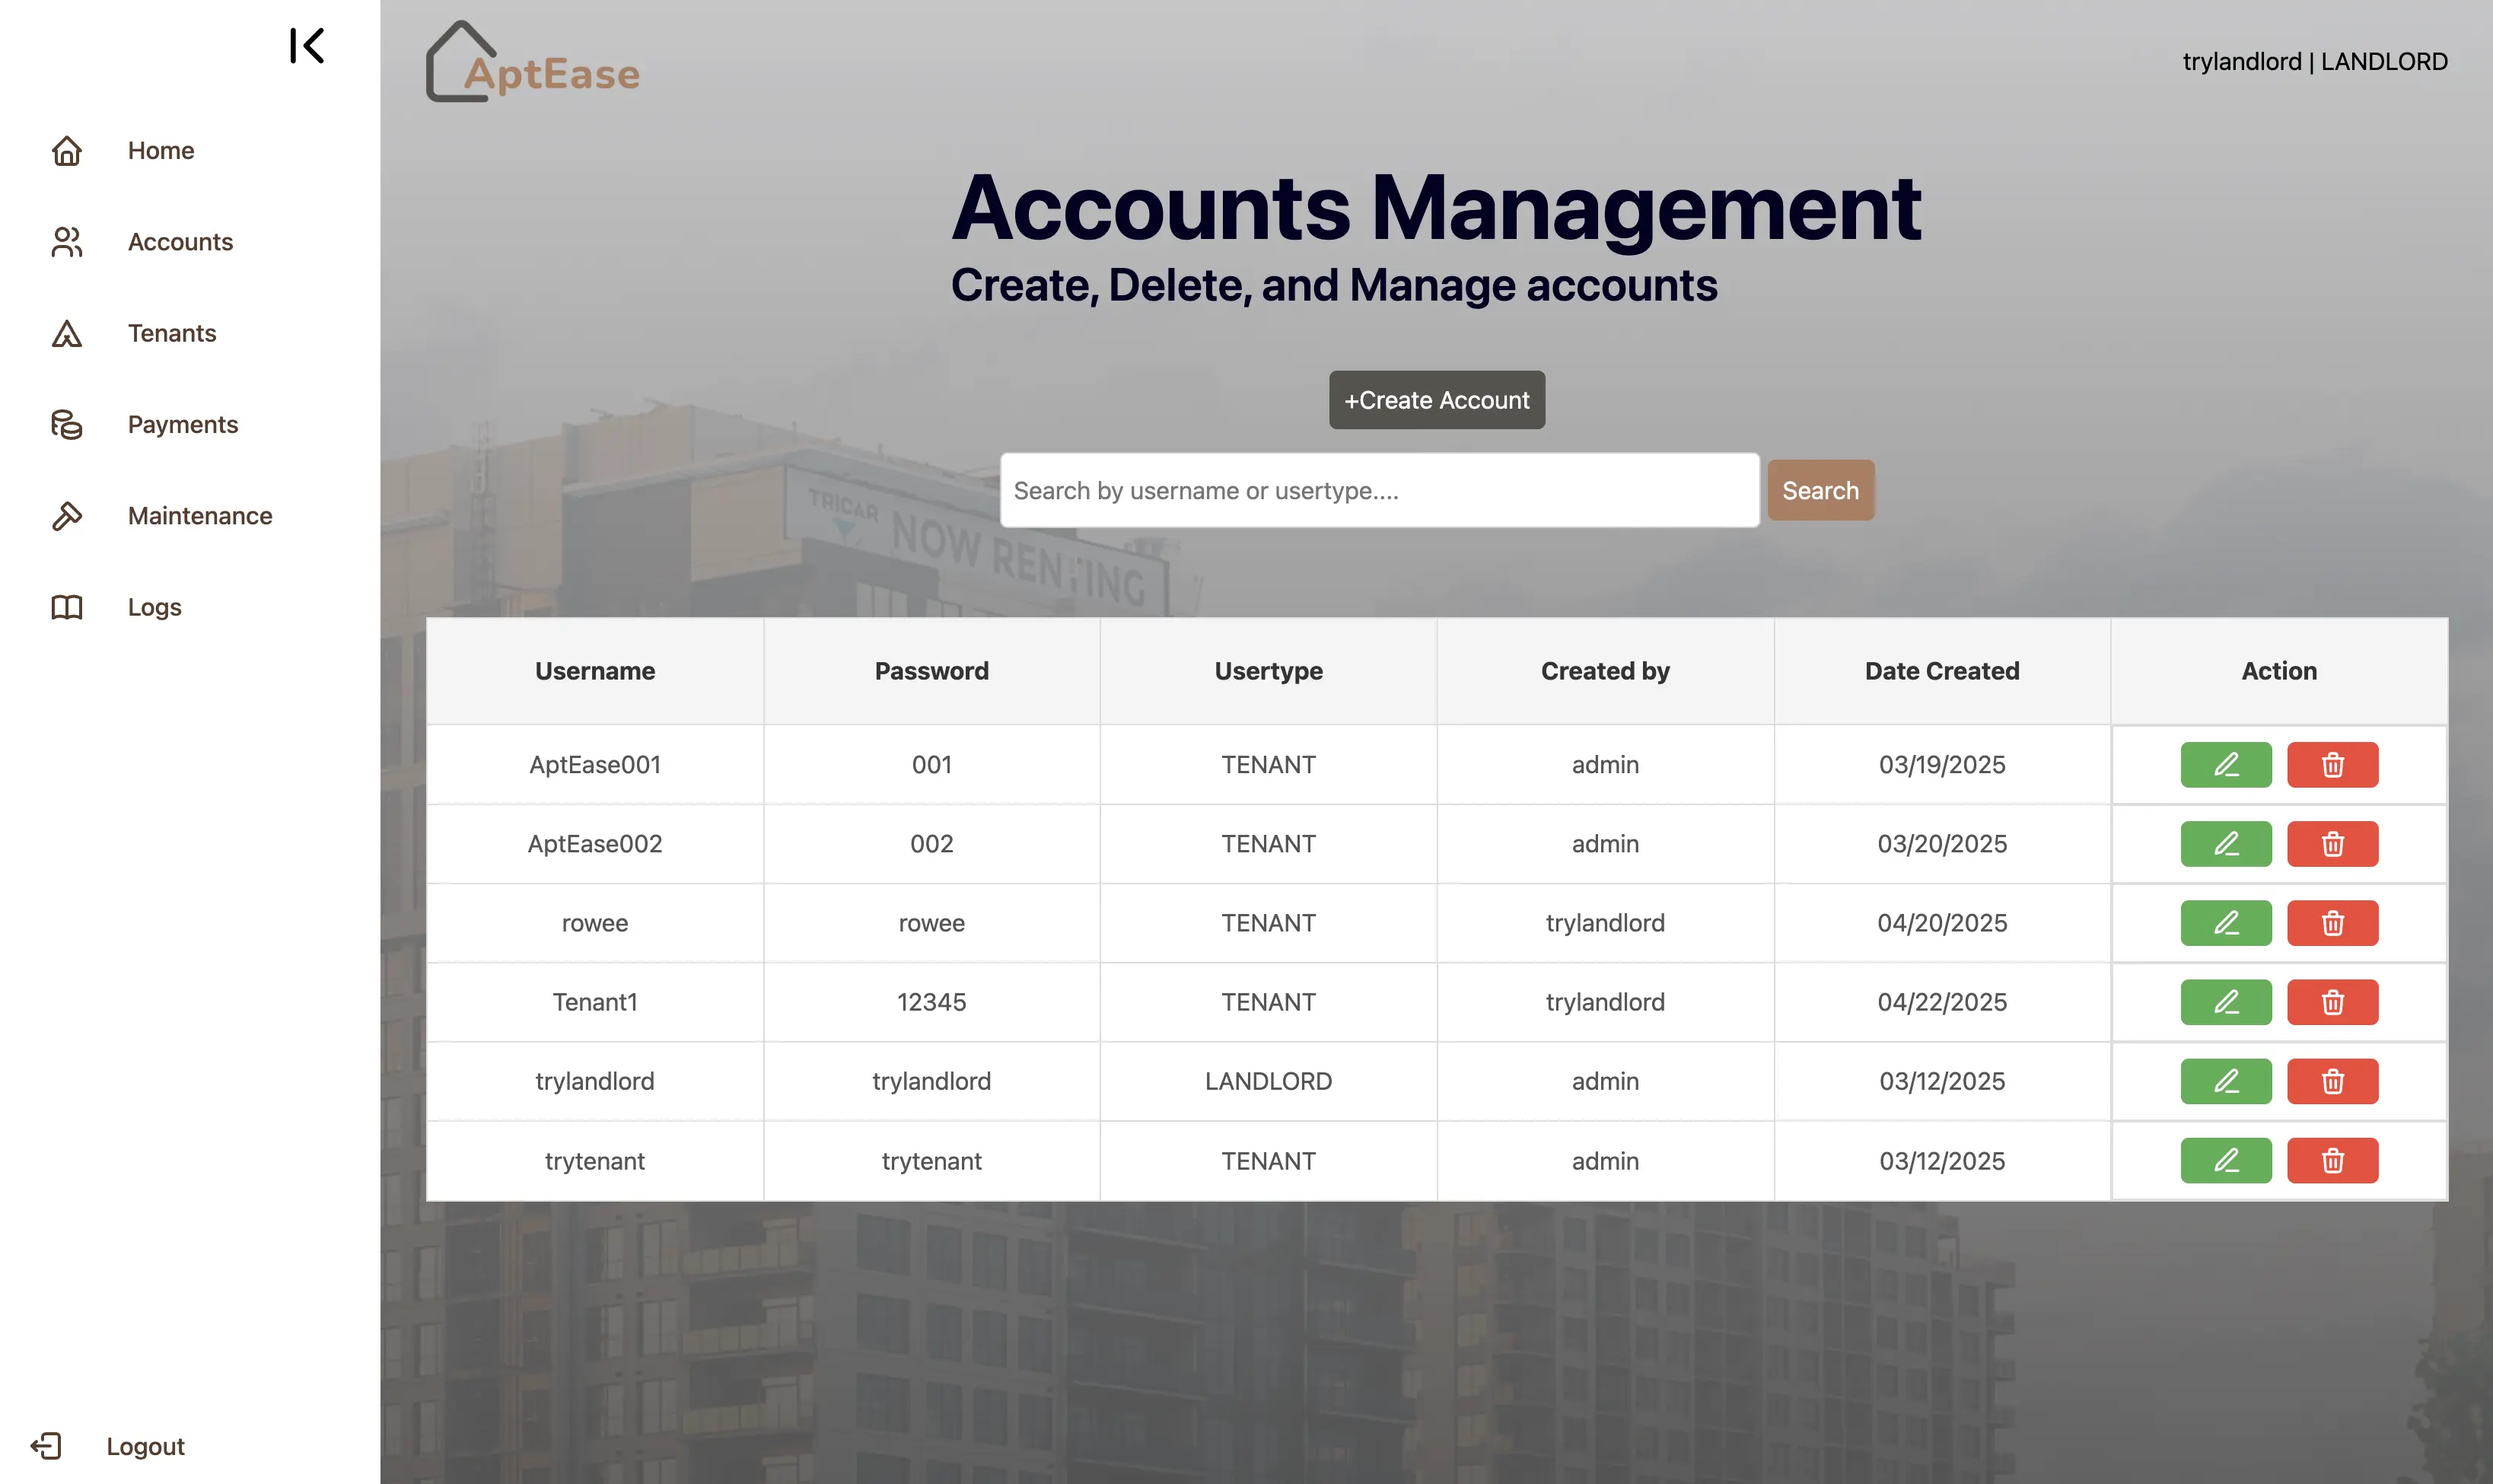 AptEase
trylandlord | LANDLORD
Home
Accounts
Tenants
Payments
Maintenance
Logs
Logout
Accounts Management
Create, Delete, and Manage accounts
+Create Account
Search by username or usertype.... Search
TRICAR
NOW RENTING
Username Password Usertype Created by Date Created Action
AptEase001 001 TENANT admin 03/19/2025
AptEase002 002 TENANT admin 03/20/2025
rowee rowee TENANT trylandlord 04/20/2025
Tenant1 12345 TENANT trylandlord 04/22/2025
trylandlord trylandlord LANDLORD admin 03/12/2025
trytenant trytenant TENANT admin 03/12/2025